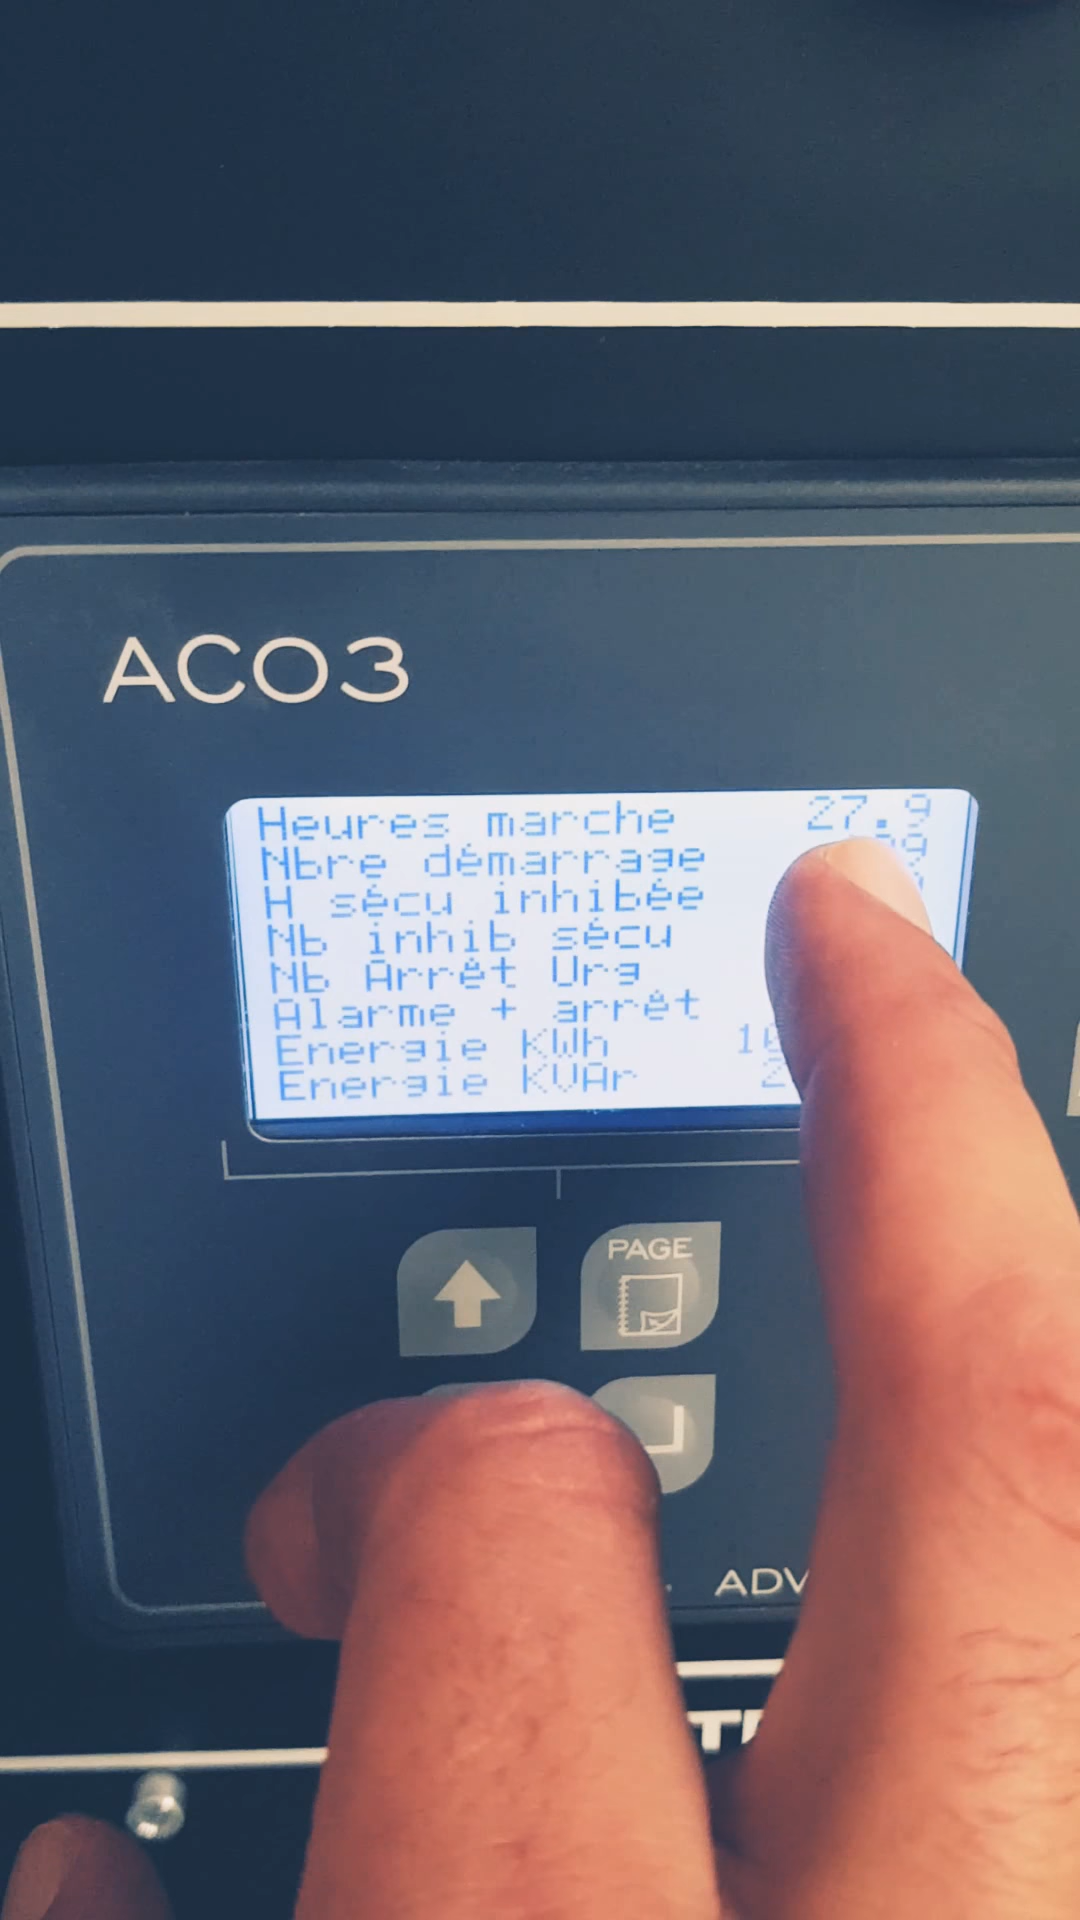 ACO3
Heures marche 27.9
Nbre démarrage
H sécu inhibée
Nb inhib sécu
Nb Arrêt Urg
Alarme + arrêt
Energie KWh
Energie KVAr
PAGE